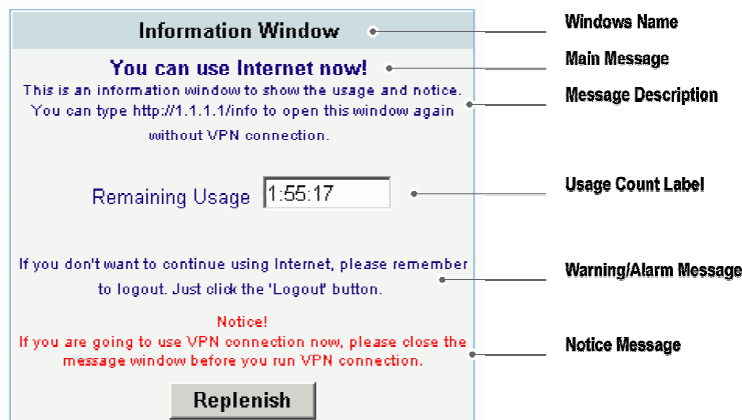 Information Window
Windows Name
You can use Internet now!
Main Message
This is an information window to show the usage and notice.
You can type http://1.1.1.1/info to open this window again
without VPN connection.
Message Description
Remaining Usage 1:55:17
Usage Count Label
If you don't want to continue using Internet, please remember
to logout. Just click the 'Logout' button.
Warning/Alarm Message
Notice!
If you are going to use VPN connection now, please close the
message window before you run VPN connection.
Notice Message
Replenish